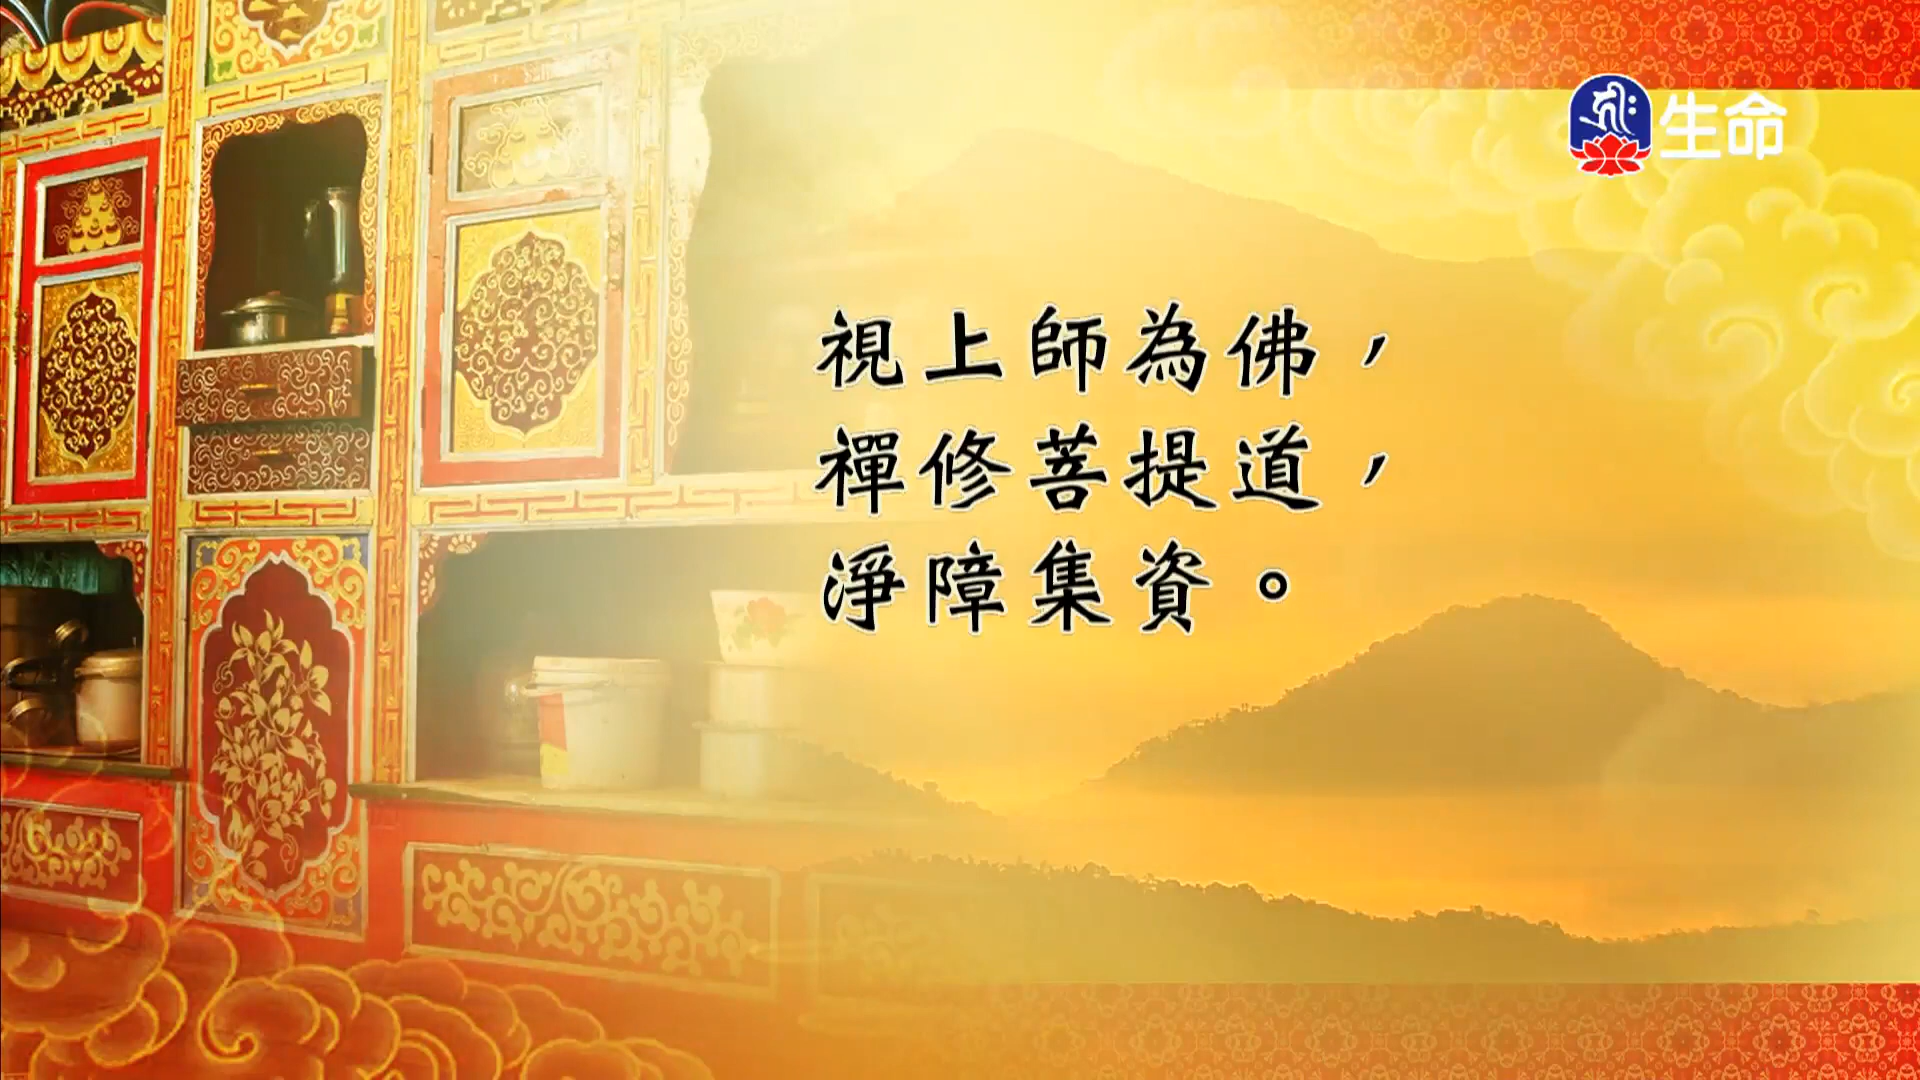 生命
視上師為佛，
禪修菩提道，
淨障集資。